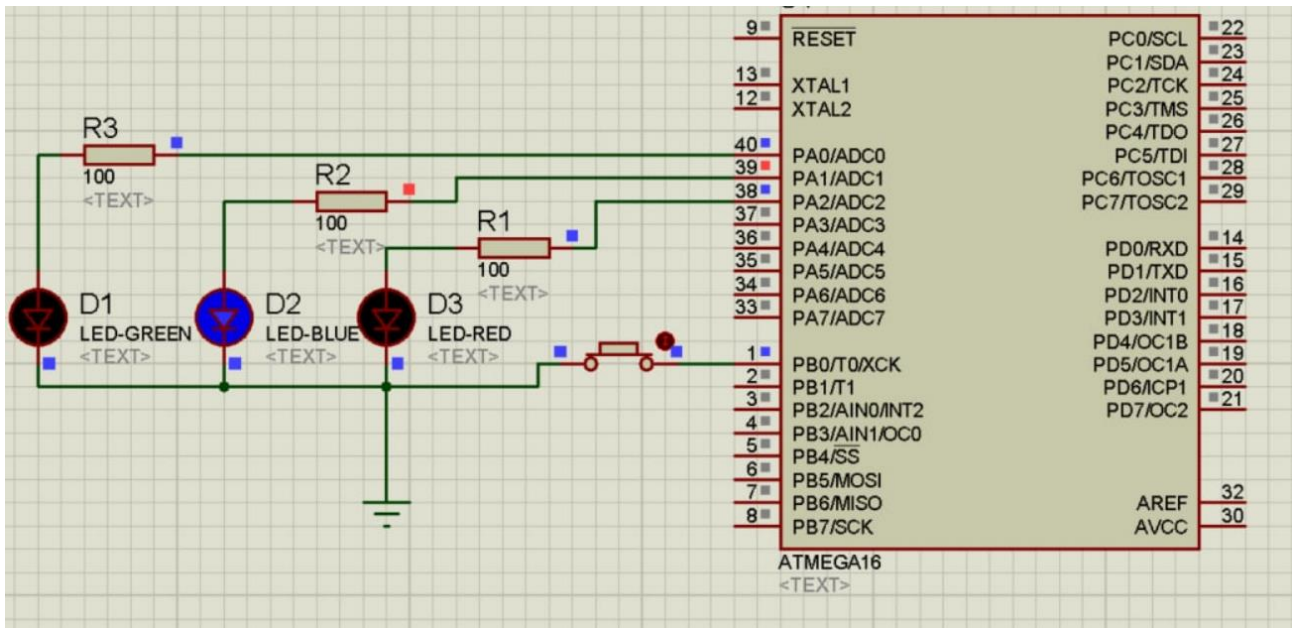 R3
100
<TEXT>
R2
100
<TEXT>
R1
100
<TEXT>
D1
LED-GREEN
<TEXT>
D2
LED-BLUE
<TEXT>
D3
LED-RED
<TEXT>
9 RESET
13 XTAL1
12 XTAL2
40 PA0/ADC0
39 PA1/ADC1
38 PA2/ADC2
37 PA3/ADC3
36 PA4/ADC4
35 PA5/ADC5
34 PA6/ADC6
33 PA7/ADC7
1 PB0/T0/XCK
2 PB1/T1
3 PB2/AIN0/INT2
4 PB3/AIN1/OC0
5 PB4/SS
6 PB5/MOSI
7 PB6/MISO
8 PB7/SCK
PC0/SCL 22
PC1/SDA 23
PC2/TCK 24
PC3/TMS 25
PC4/TDO 26
PC5/TDI 27
PC6/TOSC1 28
PC7/TOSC2 29
PD0/RXD 14
PD1/TXD 15
PD2/INT0 16
PD3/INT1 17
PD4/OC1B 18
PD5/OC1A 19
PD6/ICP1 20
PD7/OC2 21
AREF 32
AVCC 30
ATMEGA16
<TEXT>